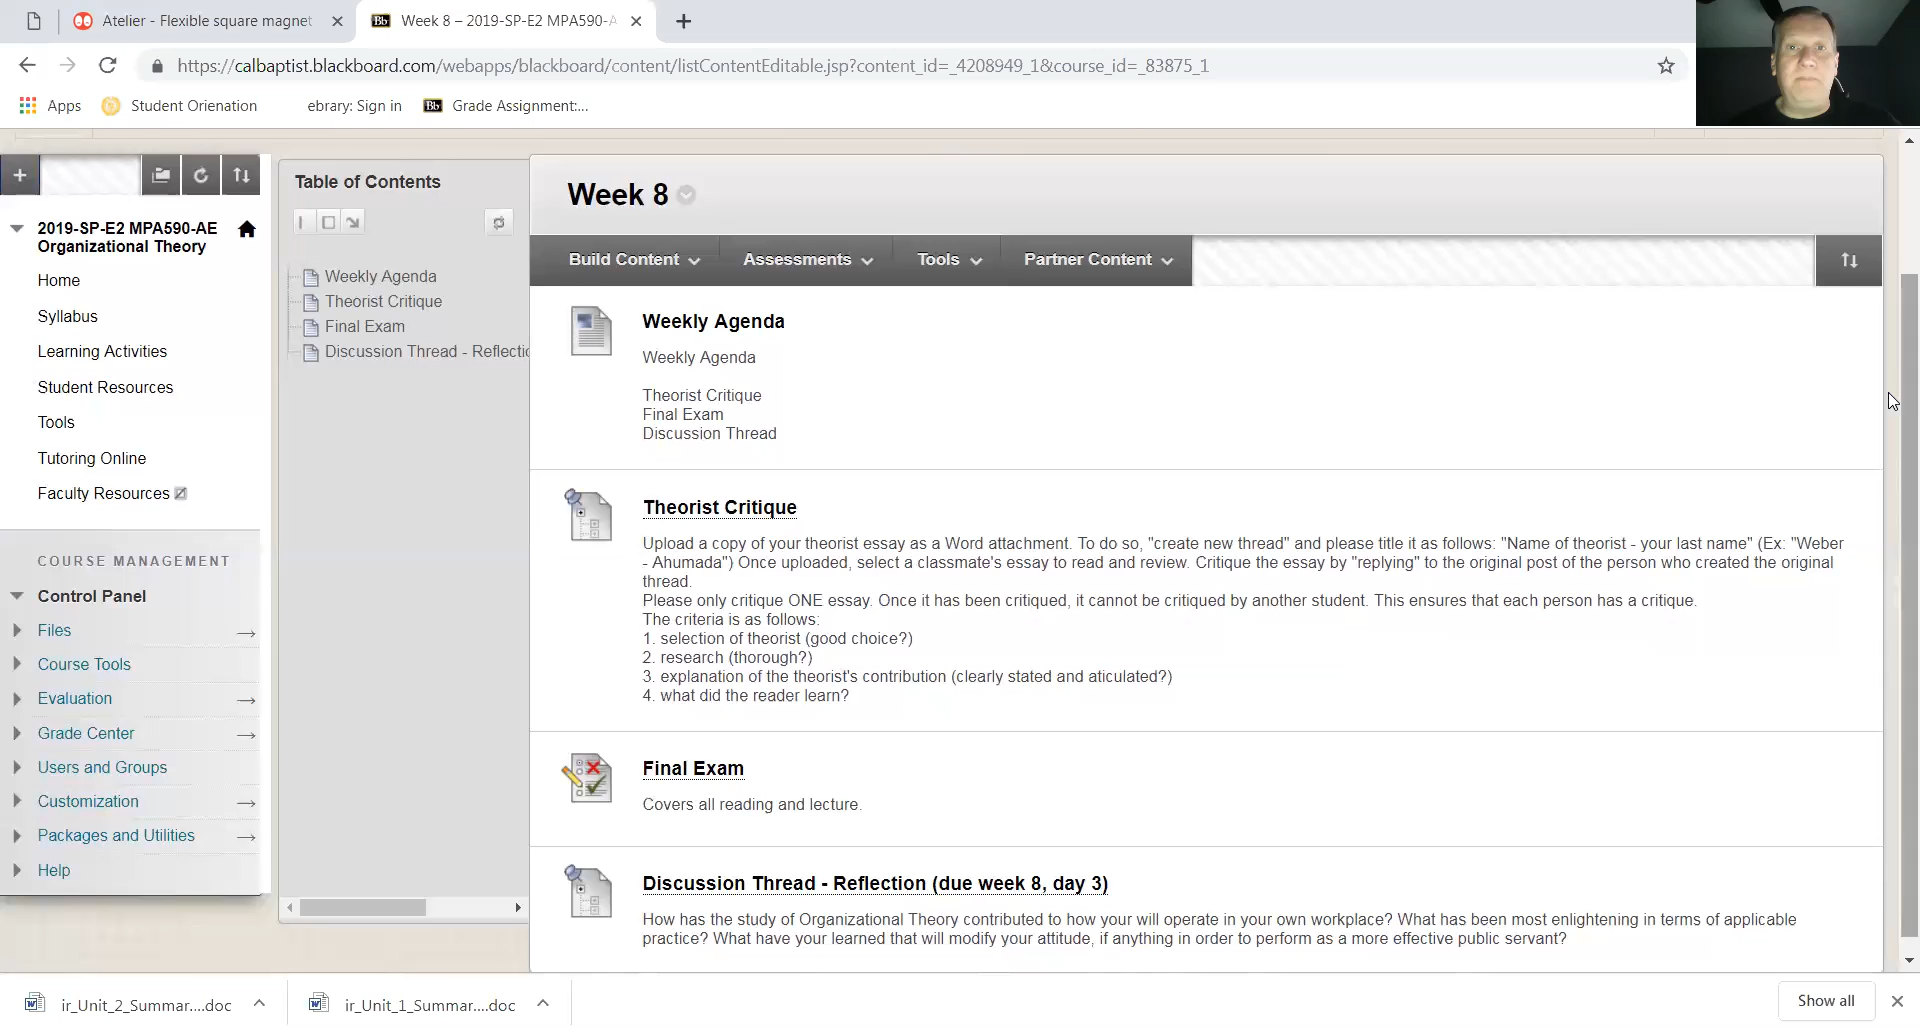 Atelier - Flexible square magnet
Week 8 – 2019-SP-E2 MPA590-A
https://calbaptist.blackboard.com/webapps/blackboard/content/listContentEditable.jsp?content_id=_4208949_1&course_id=_83875_1
Apps
Student Orienation
ebrary: Sign in
Bb
Grade Assignment:...
2019-SP-E2 MPA590-AE
Organizational Theory
Home
Syllabus
Learning Activities
Student Resources
Tools
Tutoring Online
Faculty Resources
COURSE MANAGEMENT
Control Panel
Files
Course Tools
Evaluation
Grade Center
Users and Groups
Customization
Packages and Utilities
Help
Table of Contents
Weekly Agenda
Theorist Critique
Final Exam
Discussion Thread - Reflectio
Week 8
Build Content
Assessments
Tools
Partner Content
Weekly Agenda
Weekly Agenda
Theorist Critique
Final Exam
Discussion Thread
Theorist Critique
Upload a copy of your theorist essay as a Word attachment. To do so, "create new thread" and please title it as follows: "Name of theorist - your last name" (Ex: "Weber
- Ahumada") Once uploaded, select a classmate's essay to read and review. Critique the essay by "replying" to the original post of the person who created the original
thread.
Please only critique ONE essay. Once it has been critiqued, it cannot be critiqued by another student. This ensures that each person has a critique.
The criteria is as follows:
1. selection of theorist (good choice?)
2. research (thorough?)
3. explanation of the theorist's contribution (clearly stated and aticulated?)
4. what did the reader learn?
Final Exam
Covers all reading and lecture.
Discussion Thread - Reflection (due week 8, day 3)
How has the study of Organizational Theory contributed to how your will operate in your own workplace? What has been most enlightening in terms of applicable
practice? What have your learned that will modify your attitude, if anything in order to perform as a more effective public servant?
ir_Unit_2_Summar....doc
ir_Unit_1_Summar....doc
Show all